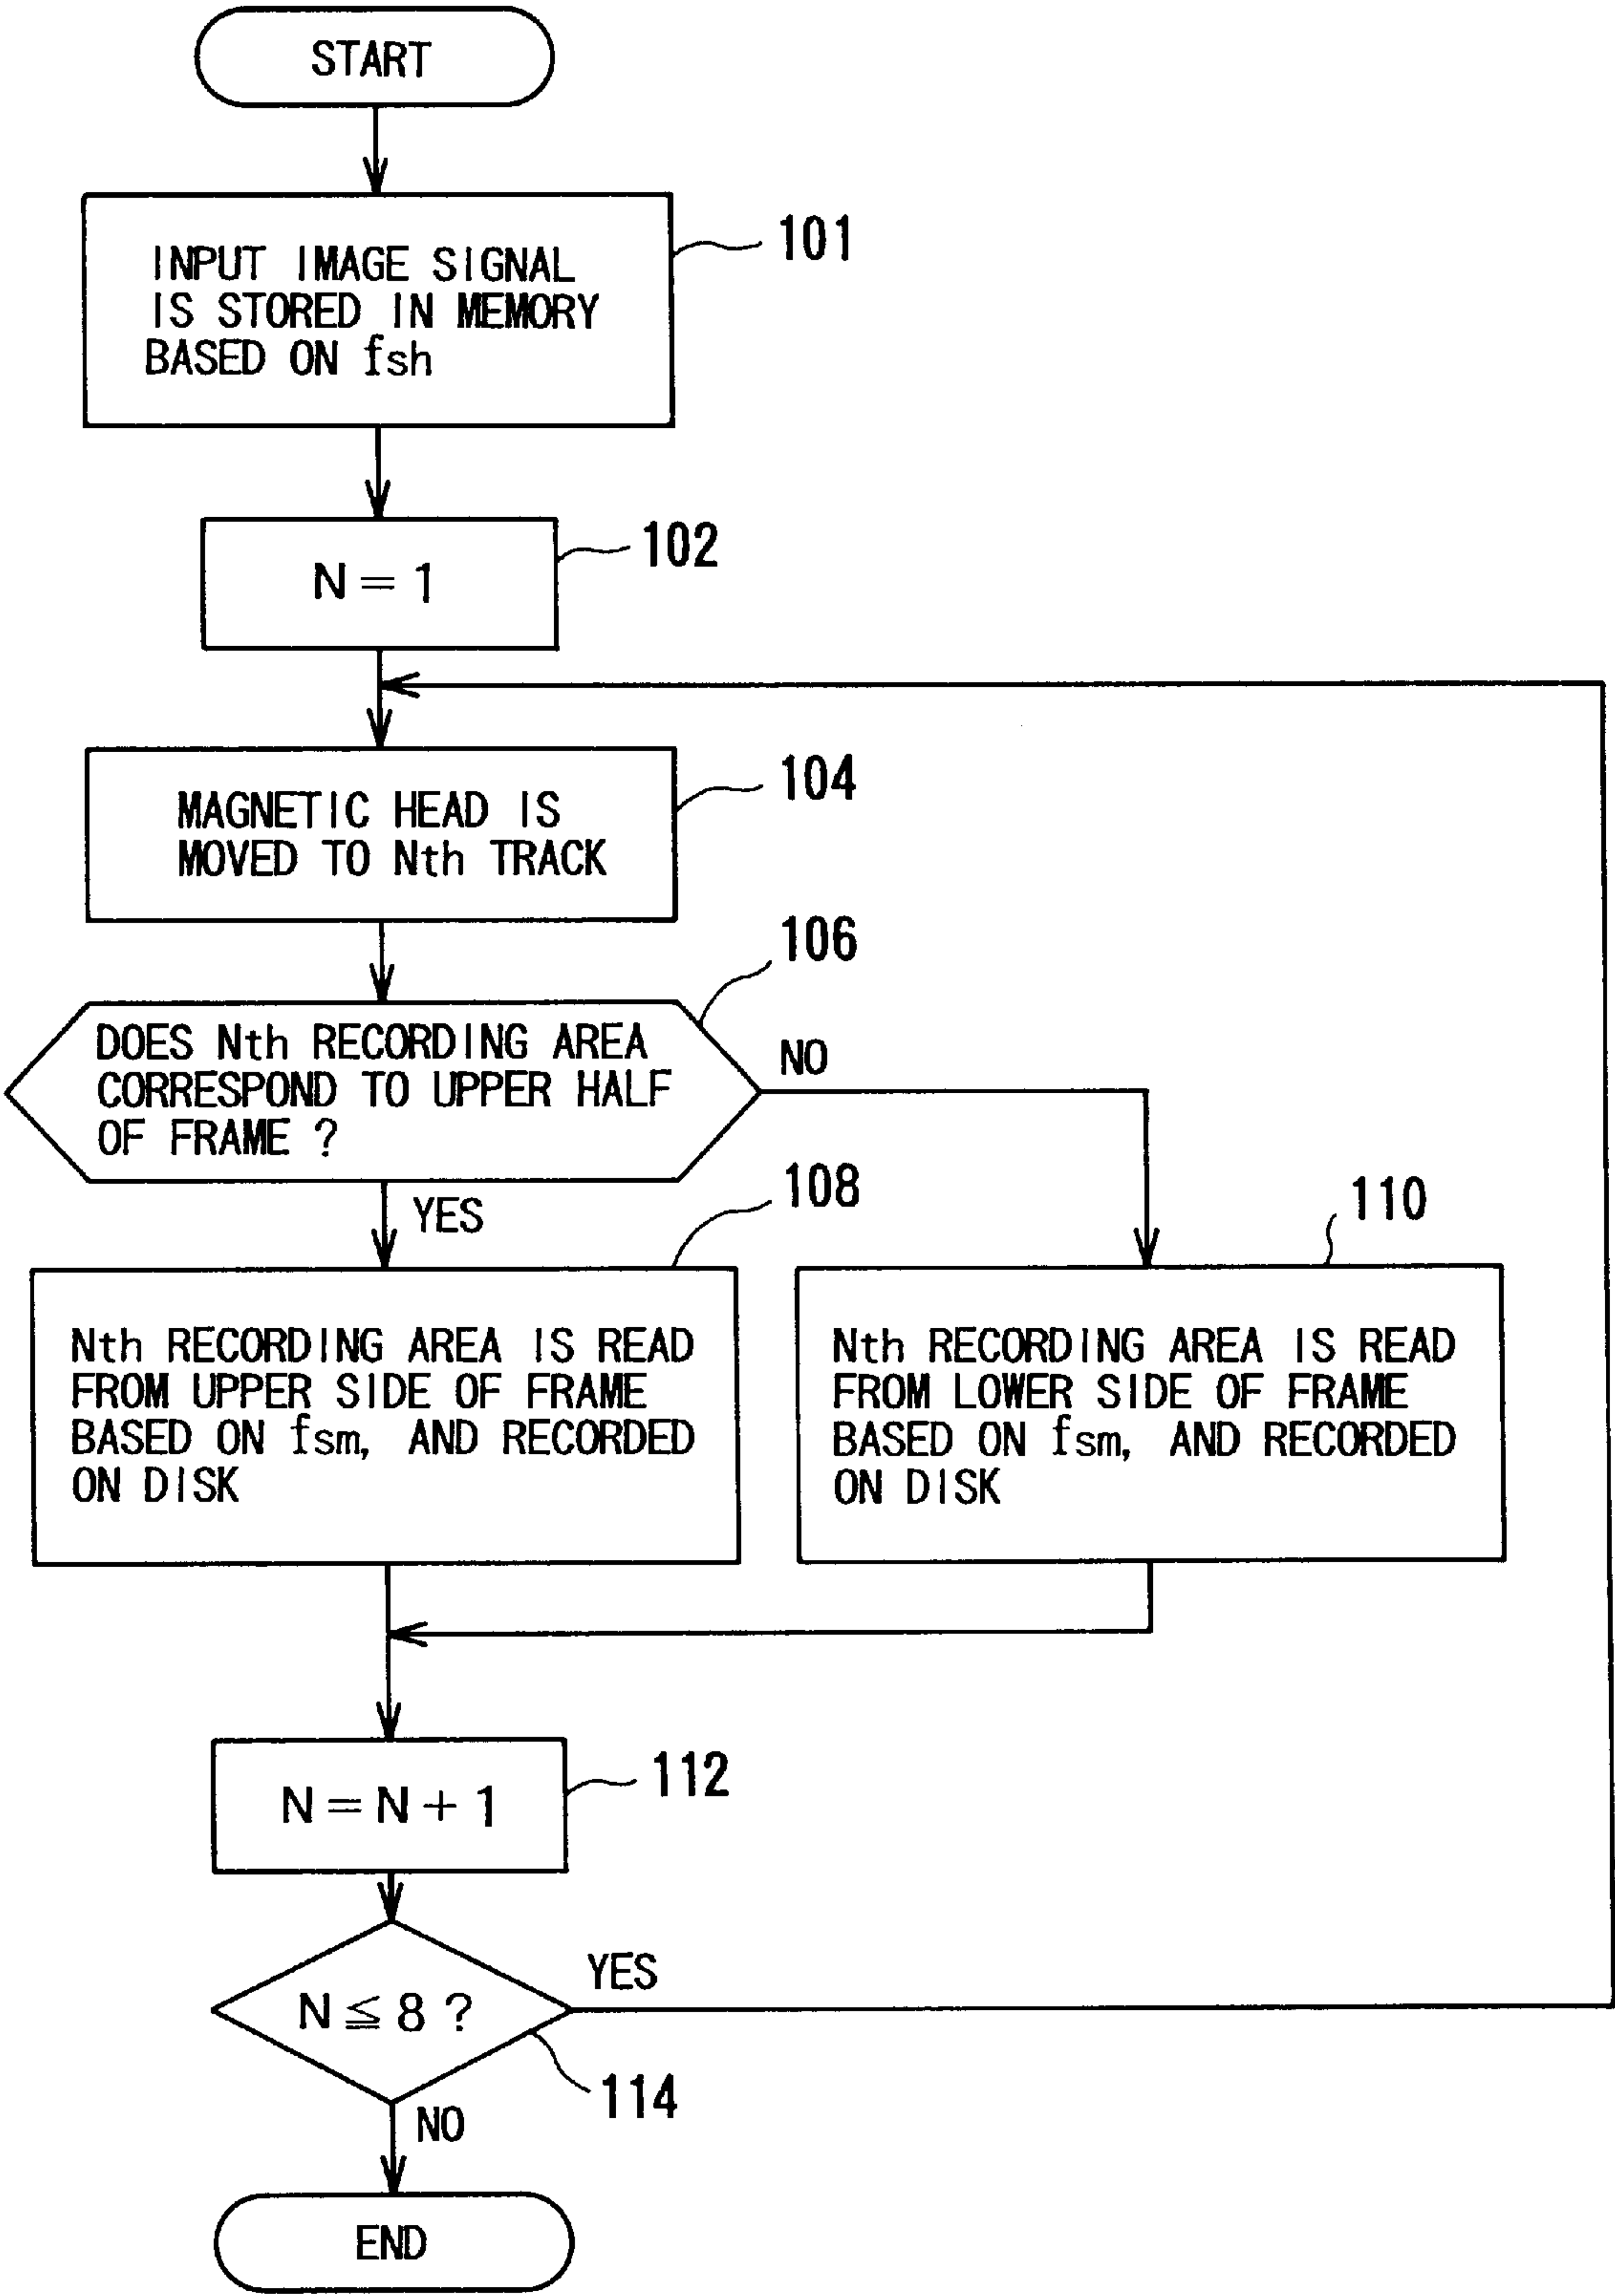 START
INPUT IMAGE SIGNAL
IS STORED IN MEMORY
BASED ON fsh
101
N = 1
102
MAGNETIC HEAD IS
MOVED TO Nth TRACK
104
DOES Nth RECORDING AREA
CORRESPOND TO UPPER HALF
OF FRAME ?
106
NO
YES
Nth RECORDING AREA IS READ
FROM UPPER SIDE OF FRAME
BASED ON fsm, AND RECORDED
ON DISK
108
Nth RECORDING AREA IS READ
FROM LOWER SIDE OF FRAME
BASED ON fsm, AND RECORDED
ON DISK
110
N = N + 1
112
N ≦ 8 ?
YES
114
NO
END